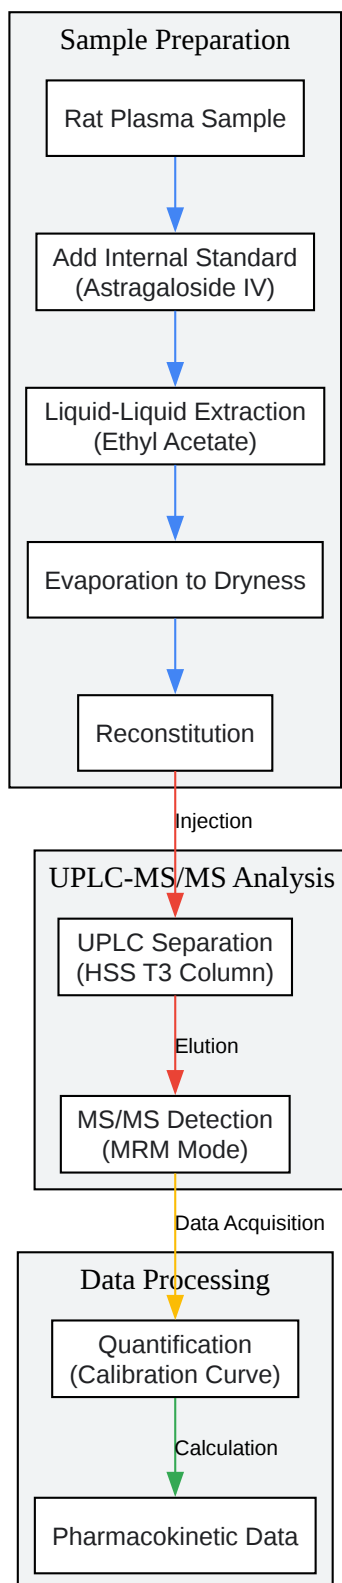 Sample Preparation
Rat Plasma Sample
Add Internal Standard
(Astragaloside IV)
Liquid-Liquid Extraction
(Ethyl Acetate)
Evaporation to Dryness
Reconstitution
Injection
UPLC-MS/MS Analysis
UPLC Separation
(HSS T3 Column)
Elution
MS/MS Detection
(MRM Mode)
Data Acquisition
Data Processing
Quantification
(Calibration Curve)
Calculation
Pharmacokinetic Data